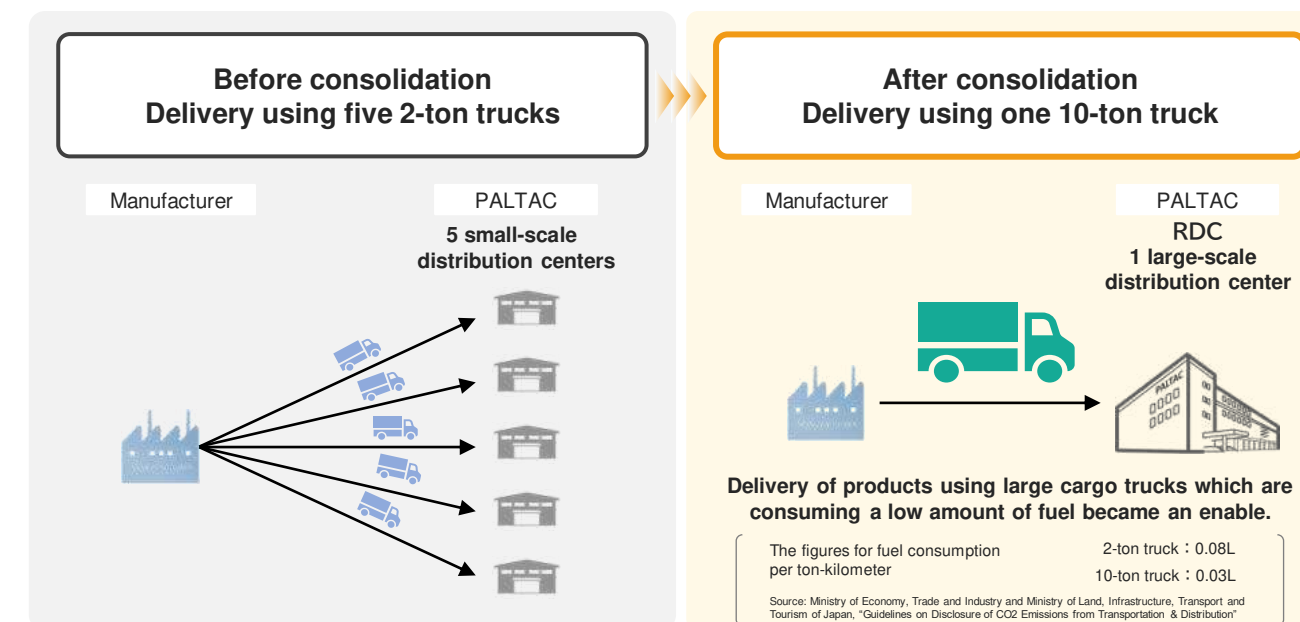 Before consolidation
Delivery using five 2-ton trucks
Manufacturer
PALTAC
5 small-scale
distribution centers
After consolidation
Delivery using one 10-ton truck
Manufacturer
PALTAC
RDC
1 large-scale
distribution center
PALTAC
Delivery of products using large cargo trucks which are
consuming a low amount of fuel became an enable.
The figures for fuel consumption
per ton-kilometer
2-ton truck：0.08L
10-ton truck：0.03L
Source: Ministry of Economy, Trade and Industry and Ministry of Land, Infrastructure, Transport and
Tourism of Japan, “Guidelines on Disclosure of CO2 Emissions from Transportation & Distribution”